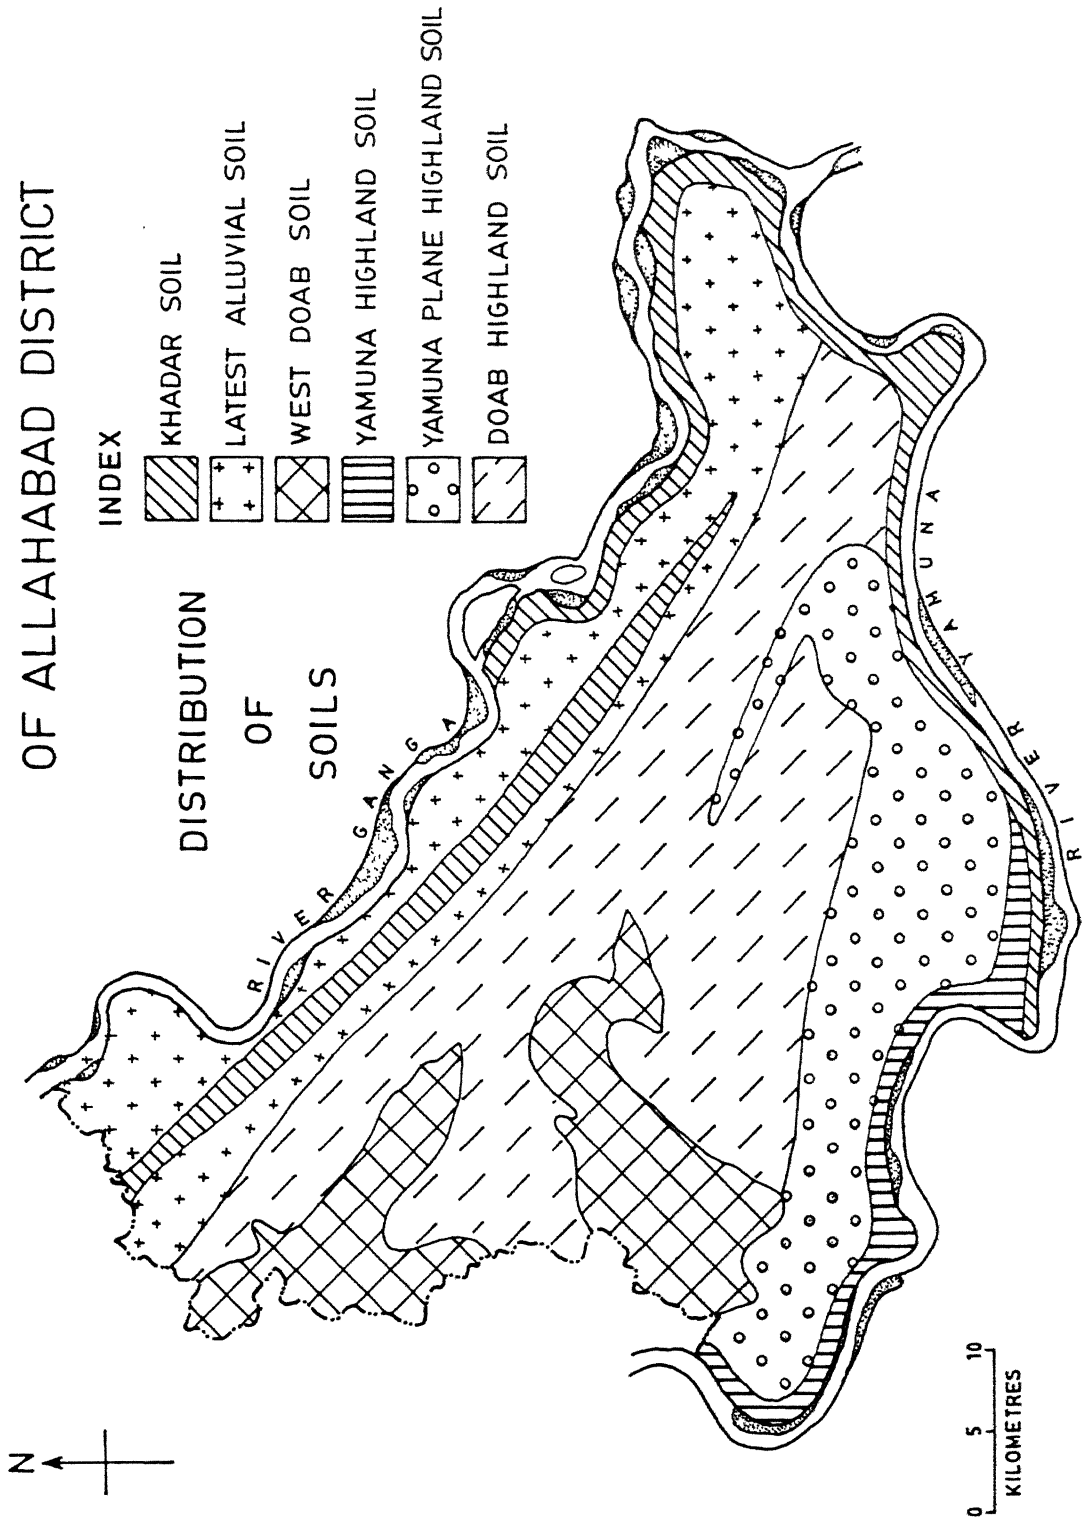 OF ALLAHABAD DISTRICT
DISTRIBUTION
OF
SOILS
INDEX
KHADAR SOIL
LATEST ALLUVIAL SOIL
WEST DOAB SOIL
YAMUNA HIGHLAND SOIL
YAMUNA PLANE HIGHLAND SOIL
DOAB HIGHLAND SOIL
N
RIVER GANGA
RIVER YAMUNA
0 5 10
KILOMETRES